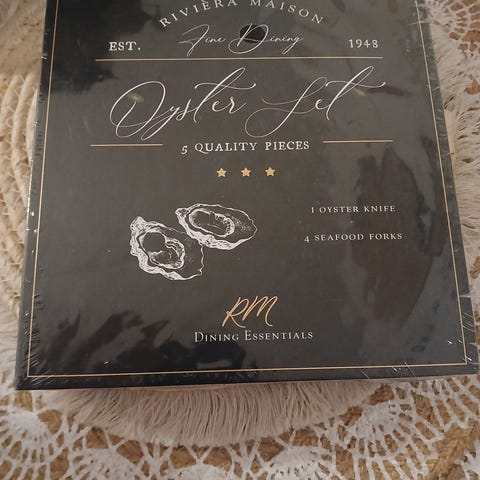 RIVIÈRA MAISON
Fine Dining
EST. 1948
Oyster Set
5 QUALITY PIECES
1 OYSTER KNIFE
4 SEAFOOD FORKS
RM
DINING ESSENTIALS